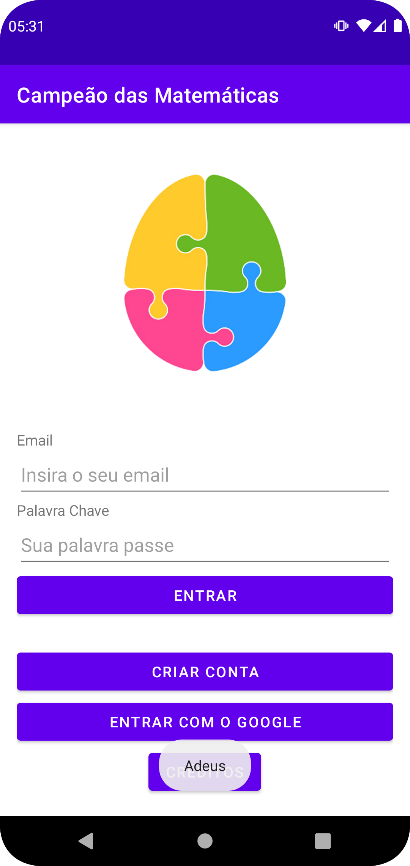 05:31
Campeão das Matemáticas
Email
Insira o seu email
Palavra Chave
Sua palavra passe
ENTRAR
CRIAR CONTA
ENTRAR COM O GOOGLE
CRÉDITOS
Adeus